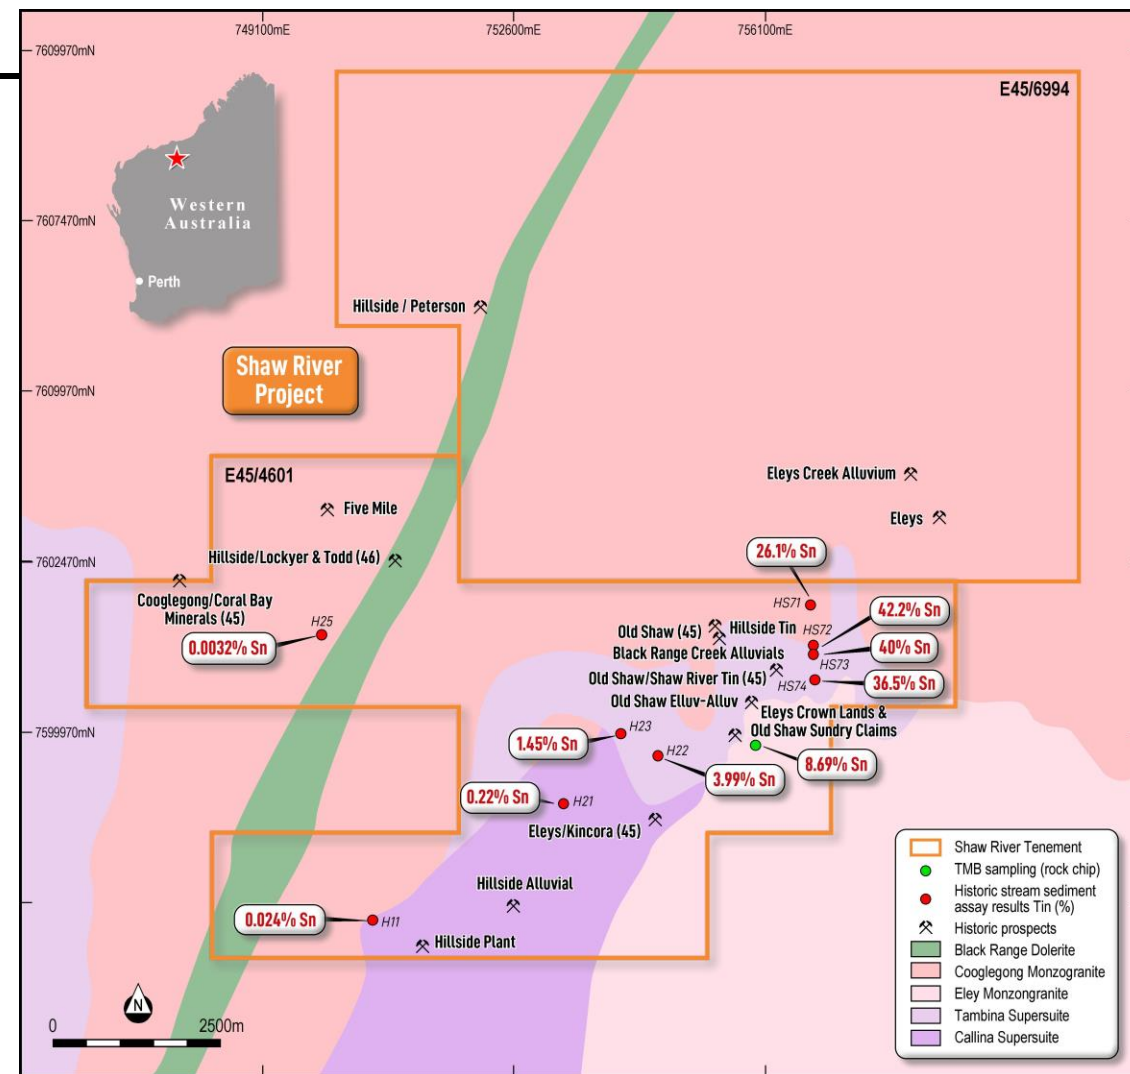 749100mE
752600mE
756100mE
7609970mN
E45/6994
Western
Australia
Perth
7607470mN
Hillside / Peterson
Shaw River
Project
7609970mN
E45/4601
Five Mile
Eleys Creek Alluvium
Eleys
Hillside/Lockyer & Todd (46)
7602470mN
26.1% Sn
Cooglegong/Coral Bay
Minerals (45)
HS71
42.2% Sn
H25
0.0032% Sn
Old Shaw (45)
Hillside Tin
HS72
40% Sn
Black Range Creek Alluvials
HS73
Old Shaw/Shaw River Tin (45)
HS74
36.5% Sn
Old Shaw Elluv-Alluv
Eleys Crown Lands &
Old Shaw Sundry Claims
7599970mN
H23
1.45% Sn
H22
3.99% Sn
8.69% Sn
0.22% Sn
H21
Eleys/Kincora (45)
Hillside Alluvial
0.024% Sn
H11
Hillside Plant
N
0
2500m
Shaw River Tenement
TMB sampling (rock chip)
Historic stream sediment
assay results Tin (%)
Historic prospects
Black Range Dolerite
Cooglegong Monzogranite
Eley Monzongranite
Tambina Supersuite
Callina Supersuite